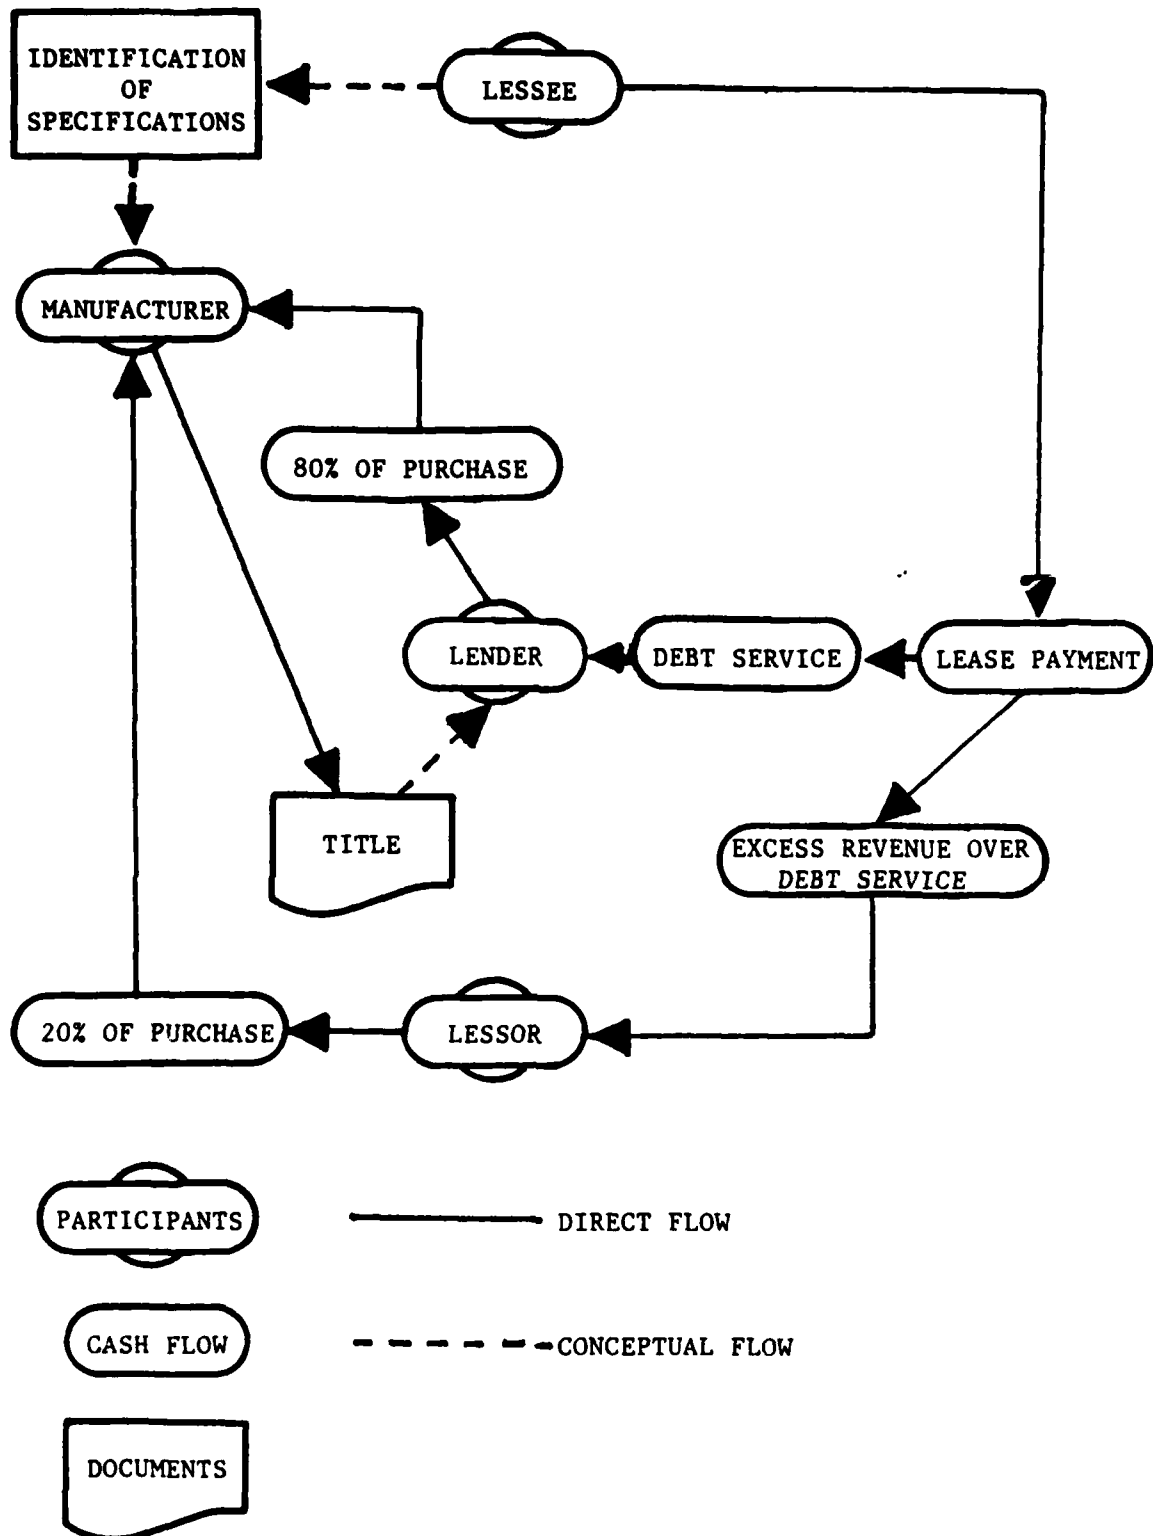 IDENTIFICATION
OF
SPECIFICATIONS
LESSEE
MANUFACTURER
80% OF PURCHASE
LENDER
DEBT SERVICE
LEASE PAYMENT
TITLE
EXCESS REVENUE OVER
DEBT SERVICE
20% OF PURCHASE
LESSOR
PARTICIPANTS
DIRECT FLOW
CASH FLOW
CONCEPTUAL FLOW
DOCUMENTS